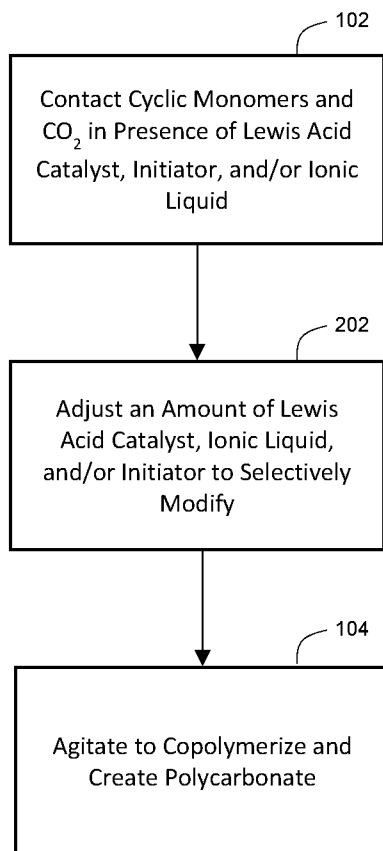 102
Contact Cyclic Monomers and
CO₂ in Presence of Lewis Acid
Catalyst, Initiator, and/or Ionic
Liquid
202
Adjust an Amount of Lewis
Acid Catalyst, Ionic Liquid,
and/or Initiator to Selectively
Modify
104
Agitate to Copolymerize and
Create Polycarbonate